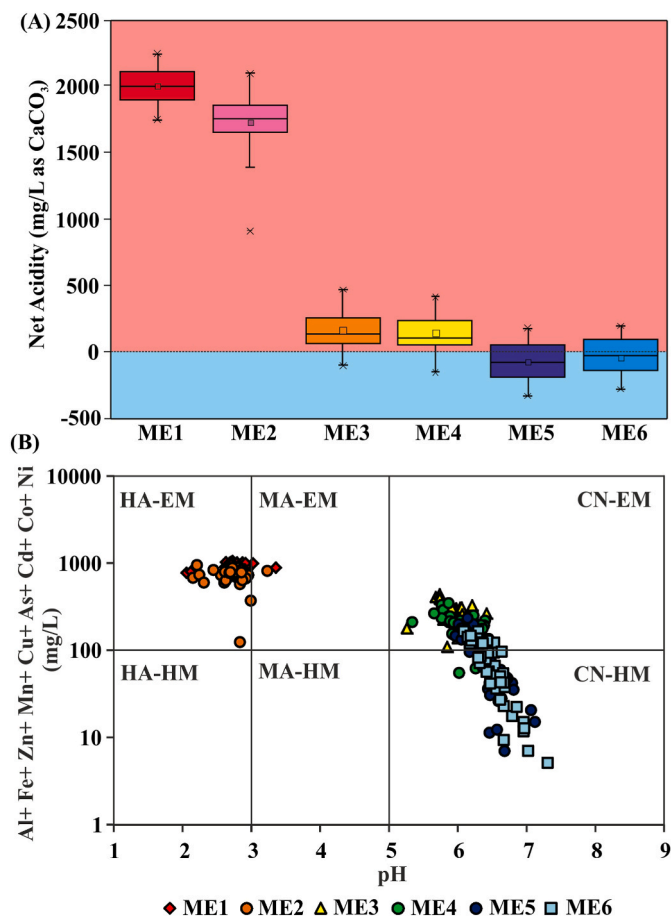 (A)
Net Acidity (mg/L as CaCO₃)
2500
2000
1500
1000
500
0
-500
ME1 ME2 ME3 ME4 ME5 ME6
(B)
Al+ Fe+ Zn+ Mn+ Cu+ As+ Cd+ Co+ Ni
(mg/L)
10000
1000
100
10
1
HA-EM MA-EM CN-EM
HA-HM MA-HM CN-HM
1 2 3 4 5 6 7 8 9
pH
ME1 ME2 ME3 ME4 ME5 ME6